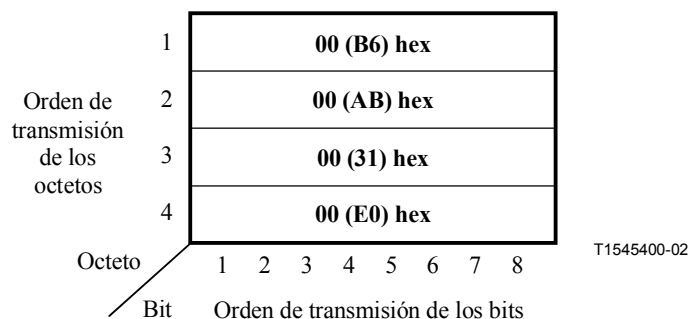 1 00 (B6) hex
2 00 (AB) hex
3 00 (31) hex
4 00 (E0) hex
Orden de
transmisión
de los
octetos
T1545400-02
Octeto 1 2 3 4 5 6 7 8
Bit Orden de transmisión de los bits